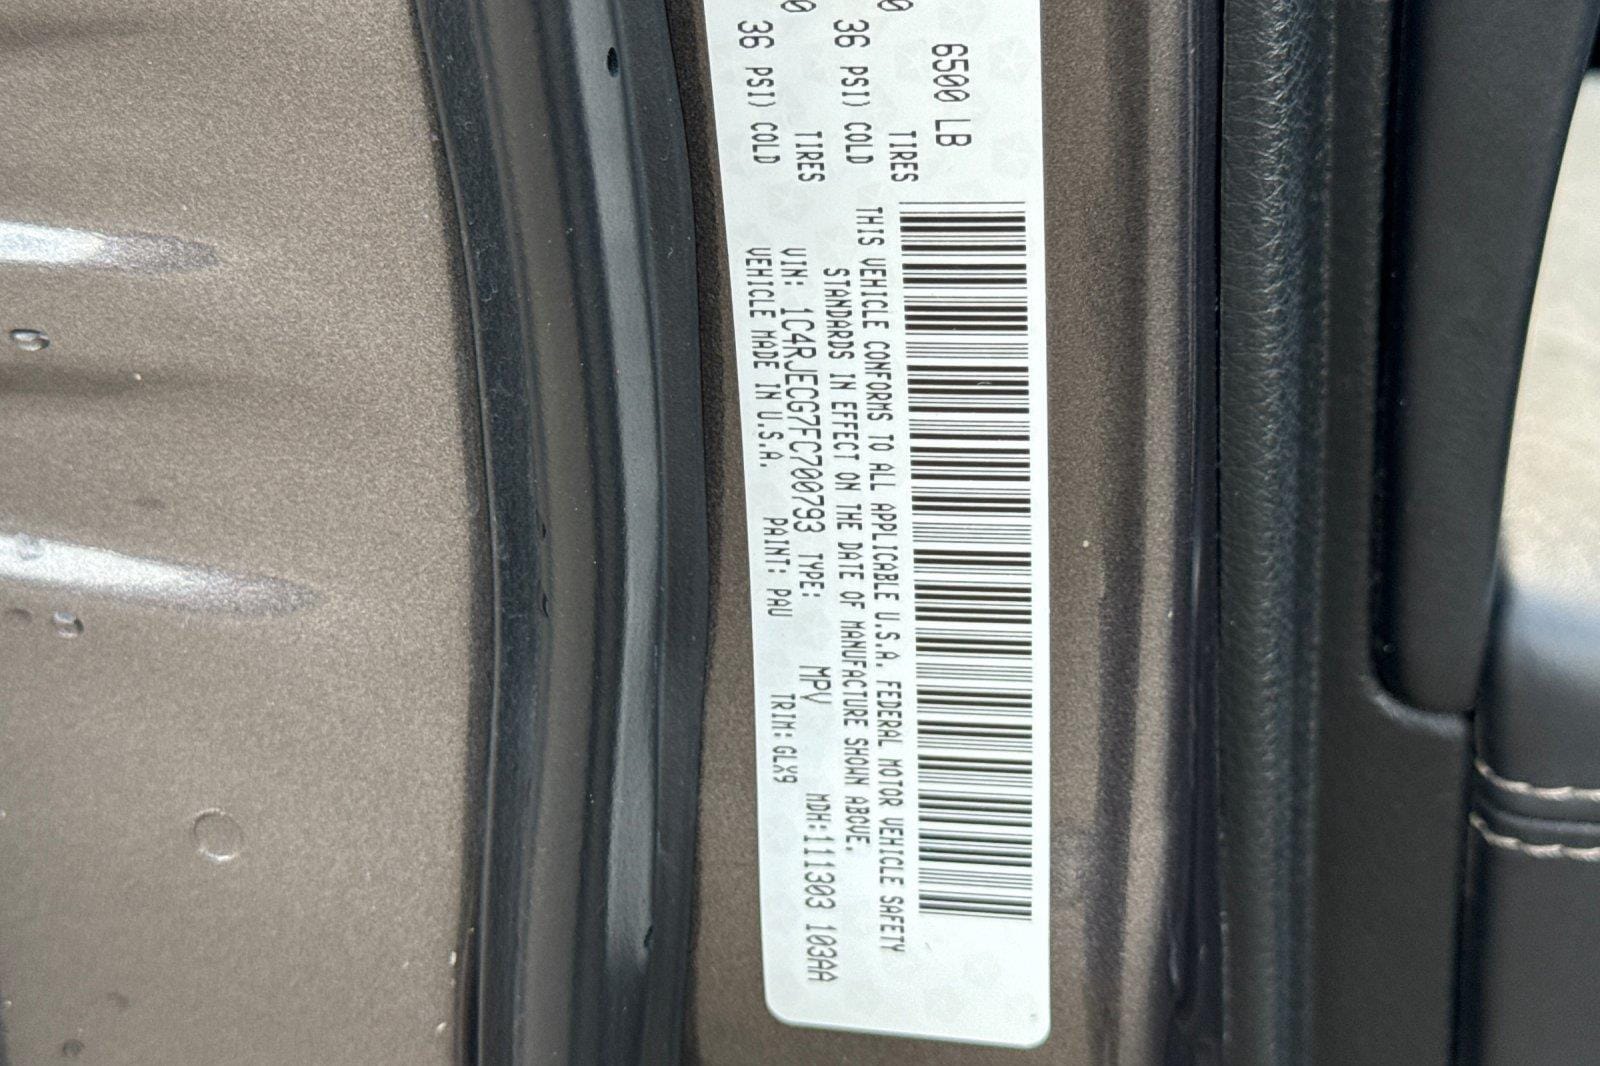 6500 LB
0 TIRES
36 PSI) COLD
0 TIRES
36 PSI) COLD
THIS VEHICLE CONFORMS TO ALL APPLICABLE U.S.A. FEDERAL MOTOR VEHICLE SAFETY
STANDARDS IN EFFECT ON THE DATE OF MANUFACTURE SHOWN ABOVE.
VIN: 1C4RJECG7FC700793 TYPE: MPV MDH:111303 103AA
VEHICLE MADE IN U.S.A. PAINT: PAU TRIM: GLX9